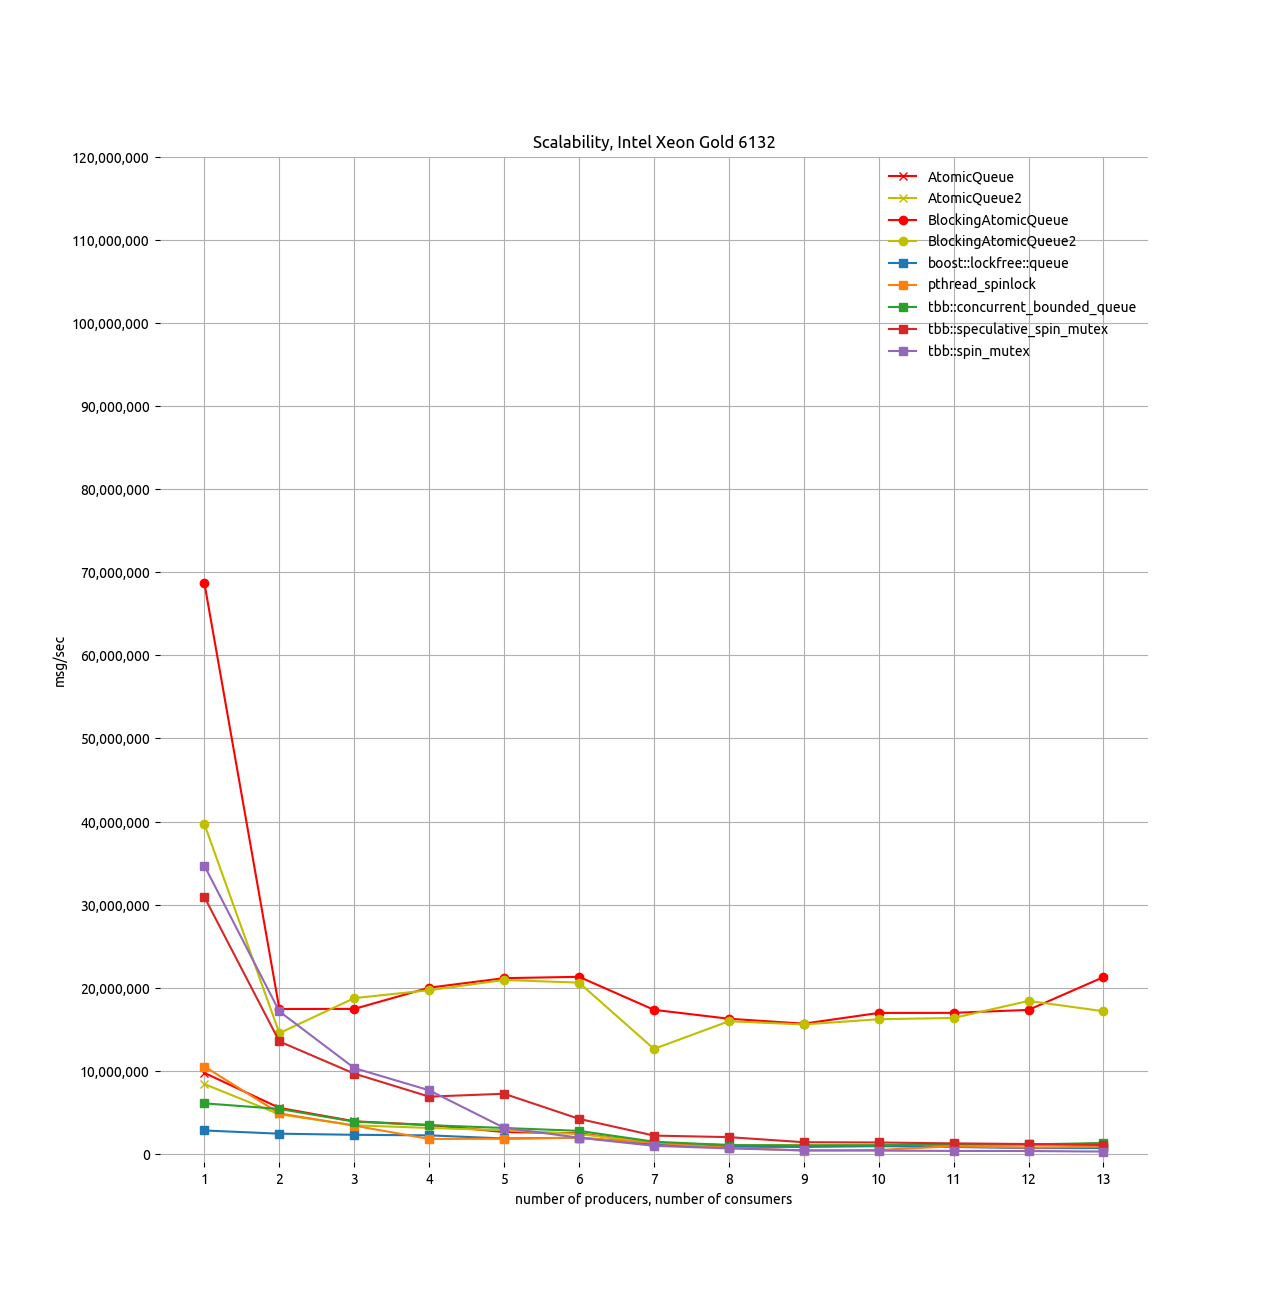 Scalability, Intel Xeon Gold 6132
120,000,000
110,000,000
100,000,000
90,000,000
80,000,000
70,000,000
60,000,000
50,000,000
40,000,000
30,000,000
20,000,000
10,000,000
0
msg/sec
AtomicQueue
AtomicQueue2
BlockingAtomicQueue
BlockingAtomicQueue2
boost::lockfree::queue
pthread_spinlock
tbb::concurrent_bounded_queue
tbb::speculative_spin_mutex
tbb::spin_mutex
1 2 3 4 5 6 7 8 9 10 11 12 13
number of producers, number of consumers